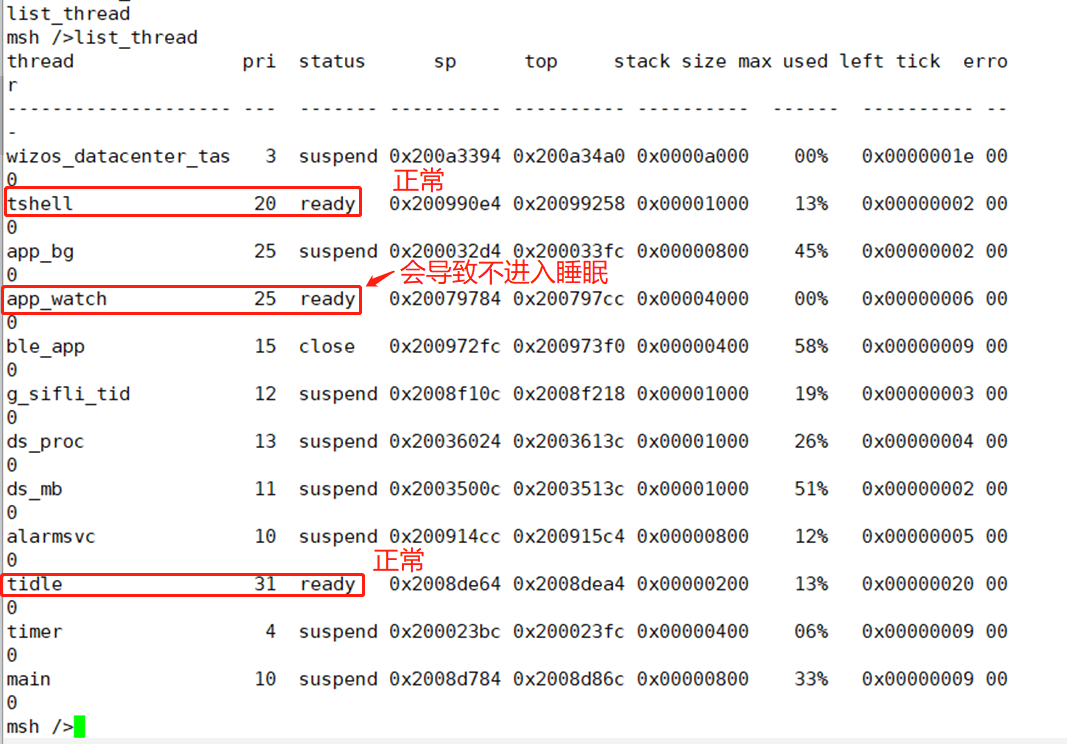 list_thread
msh />list_thread
thread pri status sp top stack size max used left tick erro
r
-------------------- --- ------- ---------- ---------- ---------- ------ ---------- --
-
wizos_datacenter_tas 3 suspend 0x200a3394 0x200a34a0 0x0000a000 00% 0x0000001e 00
0
正常
tshell 20 ready 0x200990e4 0x20099258 0x00001000 13% 0x00000002 00
0
app_bg 25 suspend 0x200032d4 0x200033fc 0x00000800 45% 0x00000002 00
0
会导致不进入睡眠
app_watch 25 ready 0x20079784 0x200797cc 0x00004000 00% 0x00000006 00
0
ble_app 15 close 0x200972fc 0x200973f0 0x00000400 58% 0x00000009 00
0
g_sifli_tid 12 suspend 0x2008f10c 0x2008f218 0x00001000 19% 0x00000003 00
0
ds_proc 13 suspend 0x20036024 0x2003613c 0x00001000 26% 0x00000004 00
0
ds_mb 11 suspend 0x2003500c 0x2003513c 0x00001000 51% 0x00000002 00
0
alarmsvc 10 suspend 0x200914cc 0x200915c4 0x00000800 12% 0x00000005 00
0
正常
tidle 31 ready 0x2008de64 0x2008dea4 0x00000200 13% 0x00000020 00
0
timer 4 suspend 0x200023bc 0x200023fc 0x00000400 06% 0x00000009 00
0
main 10 suspend 0x2008d784 0x2008d86c 0x00000800 33% 0x00000009 00
0
msh />